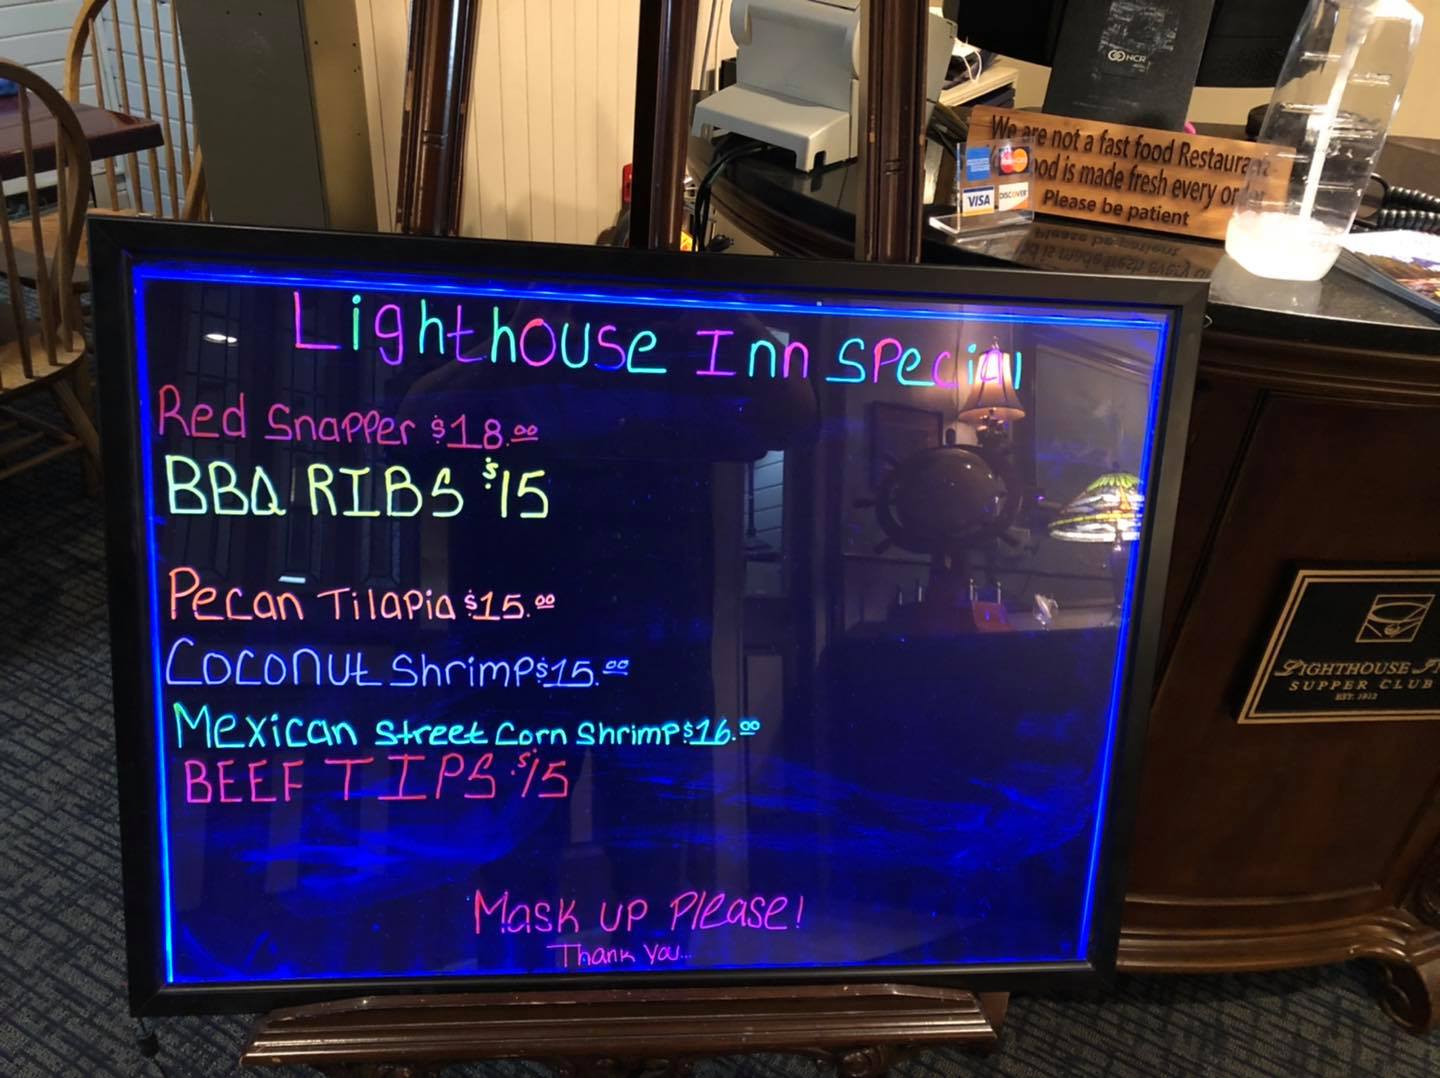 NCR
We are not a fast food
food is made fresh every
Please be patient
VISA
DISCOVER
Lighthouse Inn Special
Red Snapper $18.00
BBQ RIBS $15
Pecan Tilapia $15.00
Coconut Shrimp $15.00
Mexican Street Corn Shrimp $16.00
BEEF TIPS $15
Mask up Please!
Thank you...
LIGHTHOUSE
SUPPER CLUB